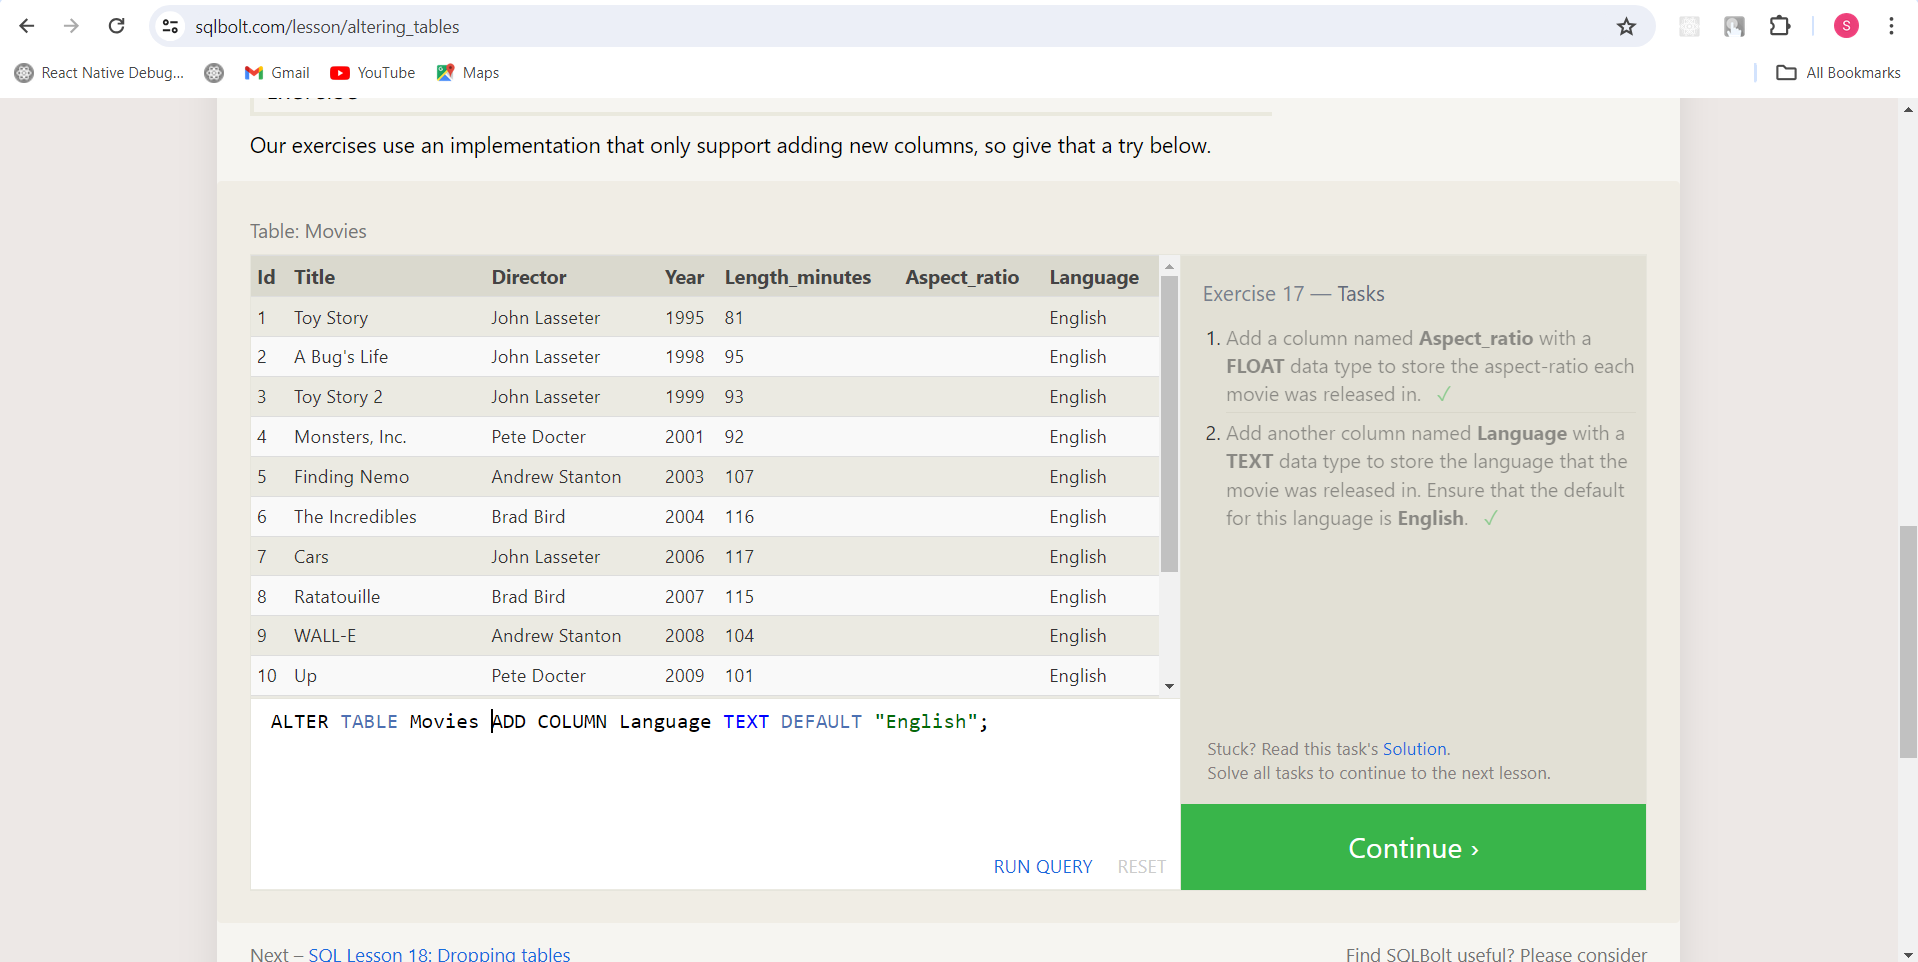 sqlbolt.com/lesson/altering_tables
S
React Native Debug... Gmail YouTube Maps All Bookmarks
Our exercises use an implementation that only support adding new columns, so give that a try below.
Table: Movies
Id Title Director Year Length_minutes Aspect_ratio Language
1 Toy Story John Lasseter 1995 81 English
2 A Bug's Life John Lasseter 1998 95 English
3 Toy Story 2 John Lasseter 1999 93 English
4 Monsters, Inc. Pete Docter 2001 92 English
5 Finding Nemo Andrew Stanton 2003 107 English
6 The Incredibles Brad Bird 2004 116 English
7 Cars John Lasseter 2006 117 English
8 Ratatouille Brad Bird 2007 115 English
9 WALL-E Andrew Stanton 2008 104 English
10 Up Pete Docter 2009 101 English
ALTER TABLE Movies ADD COLUMN Language TEXT DEFAULT "English";
RUN QUERY RESET
Exercise 17 — Tasks
1. Add a column named Aspect_ratio with a
FLOAT data type to store the aspect-ratio each
movie was released in. ✓
2. Add another column named Language with a
TEXT data type to store the language that the
movie was released in. Ensure that the default
for this language is English. ✓
Stuck? Read this task's Solution.
Solve all tasks to continue to the next lesson.
Continue ›
Next – SQL Lesson 18: Dropping tables
Find SQLBolt useful? Please consider